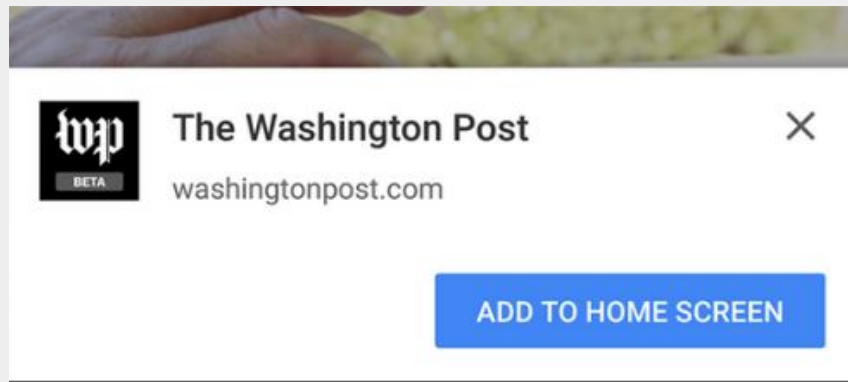 wp
BETA
The Washington Post
washingtonpost.com
ADD TO HOME SCREEN